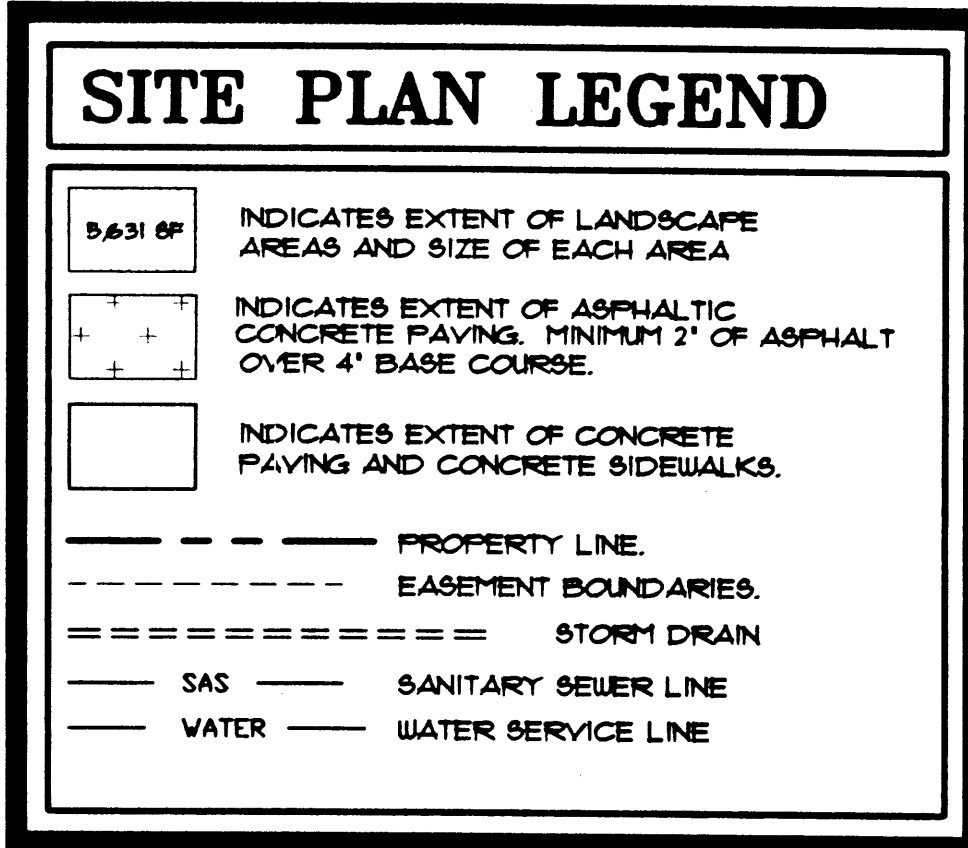 SITE PLAN LEGEND
5,631 SF
INDICATES EXTENT OF LANDSCAPE
AREAS AND SIZE OF EACH AREA
INDICATES EXTENT OF ASPHALTIC
CONCRETE PAVING. MINIMUM 2" OF ASPHALT
OVER 4" BASE COURSE.
INDICATES EXTENT OF CONCRETE
PAVING AND CONCRETE SIDEWALKS.
PROPERTY LINE.
EASEMENT BOUNDARIES.
STORM DRAIN
SAS SANITARY SEWER LINE
WATER WATER SERVICE LINE